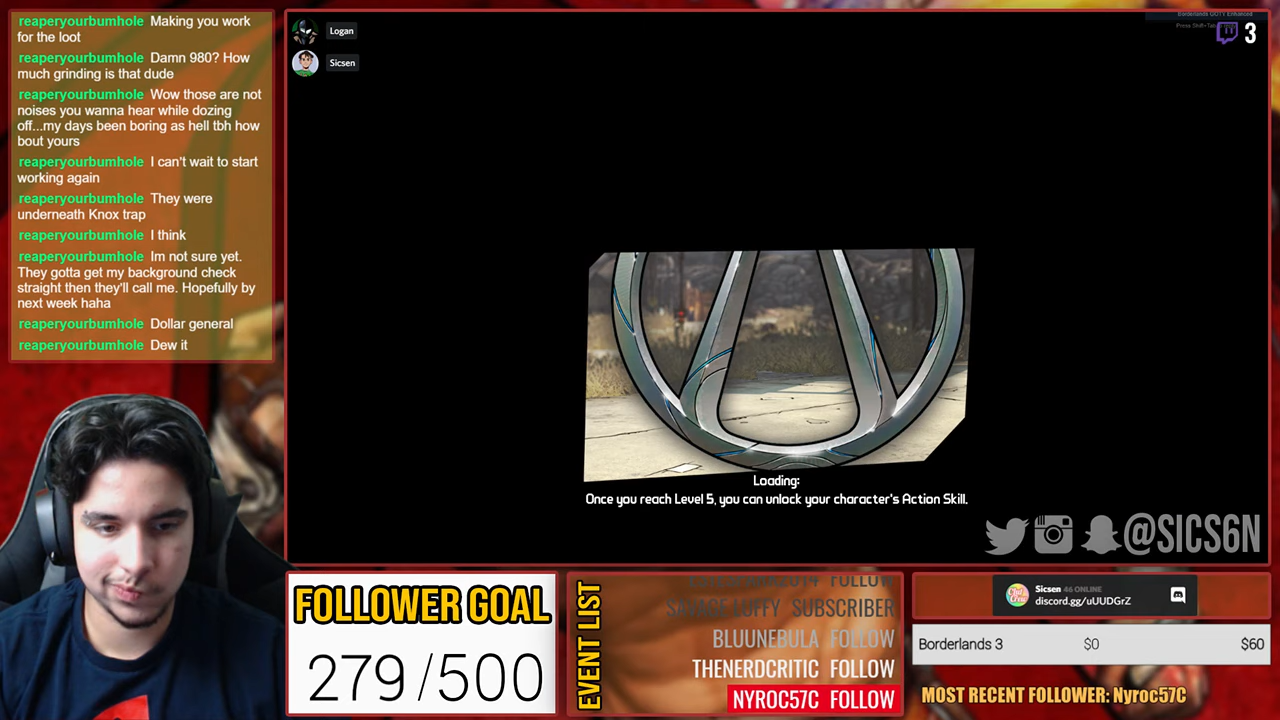 reaperyourbumhole Making you work
for the loot
reaperyourbumhole Damn 980? How
much grinding is that dude
reaperyourbumhole Wow those are not
noises you wanna hear while dozing
off...my days been boring as hell tbh how
bout yours
reaperyourbumhole I can't wait to start
working again
reaperyourbumhole They were
underneath Knox trap
reaperyourbumhole I think
reaperyourbumhole Im not sure yet.
They gotta get my background check
straight then they'll call me. Hopefully by
next week haha
reaperyourbumhole Dollar general
reaperyourbumhole Dew it
Logan
Sicsen
Borderlands GOTY Enhanced
3
Loading:
Once you reach Level 5, you can unlock your character's Action Skill.
@SICS6N
FOLLOWER GOAL
279/500
EVENT LIST
FOLLOW
SAVAGE LUFFY SUBSCRIBER
BLUUNEBULA FOLLOW
THENERDCRITIC FOLLOW
NYROC57C FOLLOW
Sicsen 46 ONLINE
discord.gg/uUUDGrZ
Borderlands 3 $0 $60
MOST RECENT FOLLOWER: Nyroc57C